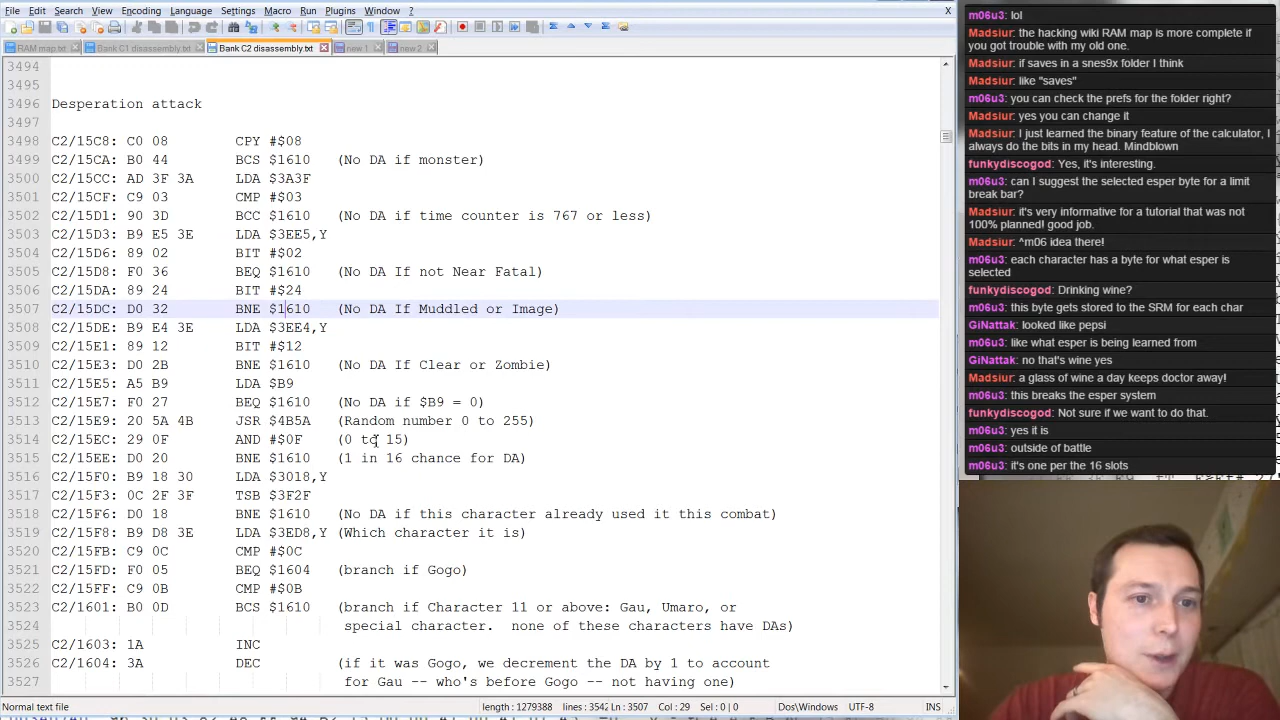 File Edit Search View Encoding Language Settings Macro Run Plugins Window ? X
RAM map.txt Bank C1 disassembly.txt Bank C2 disassembly.txt new 1 new 2
3494
3495
3496 Desperation attack
3497
3498 C2/15C8: C0 08 CPY #$08
3499 C2/15CA: B0 44 BCS $1610 (No DA if monster)
3500 C2/15CC: AD 3F 3A LDA $3A3F
3501 C2/15CF: C9 03 CMP #$03
3502 C2/15D1: 90 3D BCC $1610 (No DA if time counter is 767 or less)
3503 C2/15D3: B9 E5 3E LDA $3EE5,Y
3504 C2/15D6: 89 02 BIT #$02
3505 C2/15D8: F0 36 BEQ $1610 (No DA If not Near Fatal)
3506 C2/15DA: 89 24 BIT #$24
3507 C2/15DC: D0 32 BNE $1610 (No DA If Muddled or Image)
3508 C2/15DE: B9 E4 3E LDA $3EE4,Y
3509 C2/15E1: 89 12 BIT #$12
3510 C2/15E3: D0 2B BNE $1610 (No DA If Clear or Zombie)
3511 C2/15E5: A5 B9 LDA $B9
3512 C2/15E7: F0 27 BEQ $1610 (No DA if $B9 = 0)
3513 C2/15E9: 20 5A 4B JSR $4B5A (Random number 0 to 255)
3514 C2/15EC: 29 0F AND #$0F (0 to 15)
3515 C2/15EE: D0 20 BNE $1610 (1 in 16 chance for DA)
3516 C2/15F0: B9 18 30 LDA $3018,Y
3517 C2/15F3: 0C 2F 3F TSB $3F2F
3518 C2/15F6: D0 18 BNE $1610 (No DA if this character already used it this combat)
3519 C2/15F8: B9 D8 3E LDA $3ED8,Y (Which character it is)
3520 C2/15FB: C9 0C CMP #$0C
3521 C2/15FD: F0 05 BEQ $1604 (branch if Gogo)
3522 C2/15FF: C9 0B CMP #$0B
3523 C2/1601: B0 0D BCS $1610 (branch if Character 11 or above: Gau, Umaro, or
3524 special character. none of these characters have DAs)
3525 C2/1603: 1A INC
3526 C2/1604: 3A DEC (if it was Gogo, we decrement the DA by 1 to account
3527 for Gau -- who's before Gogo -- not having one)
Normal text file length : 1279388 Ln : 3507 Col : 29 Sel : 0 | 0 Dos\Windows UTF-8 INS
m06u3: lol
Madsiur: the hacking wiki RAM map is more complete if
you got trouble with my old one.
Madsiur: if saves in a snes9x folder I think
Madsiur: like "saves"
m06u3: you can check the prefs for the folder right?
Madsiur: yes you can change it
Madsiur: I just learned the binary feature of the calculator, I
always do the bits in my head. Mindblown
funkydiscogod: Yes, it's interesting.
m06u3: can I suggest the selected esper byte for a limit
break bar?
Madsiur: it's very informative for a tutorial that was not
100% planned! good job.
Madsiur: ^m06 idea there!
m06u3: each character has a byte for what esper is
selected
funkydiscogod: Drinking wine?
m06u3: this byte gets stored to the SRM for each char
GiNattak: looked like pepsi
m06u3: like what esper is being learned from
GiNattak: no that's wine yes
Madsiur: a glass of wine a day keeps doctor away!
m06u3: this breaks the esper system
funkydiscogod: Not sure if we want to do that.
m06u3: yes it is
m06u3: outside of battle
m06u3: it's one per the 16 slots